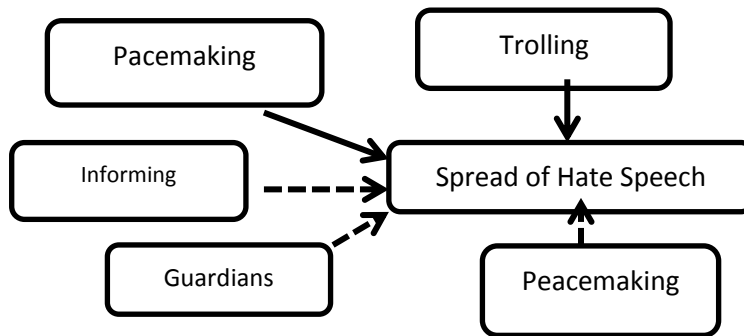 Pacemaking
Trolling
Informing
Spread of Hate Speech
Guardians
Peacemaking